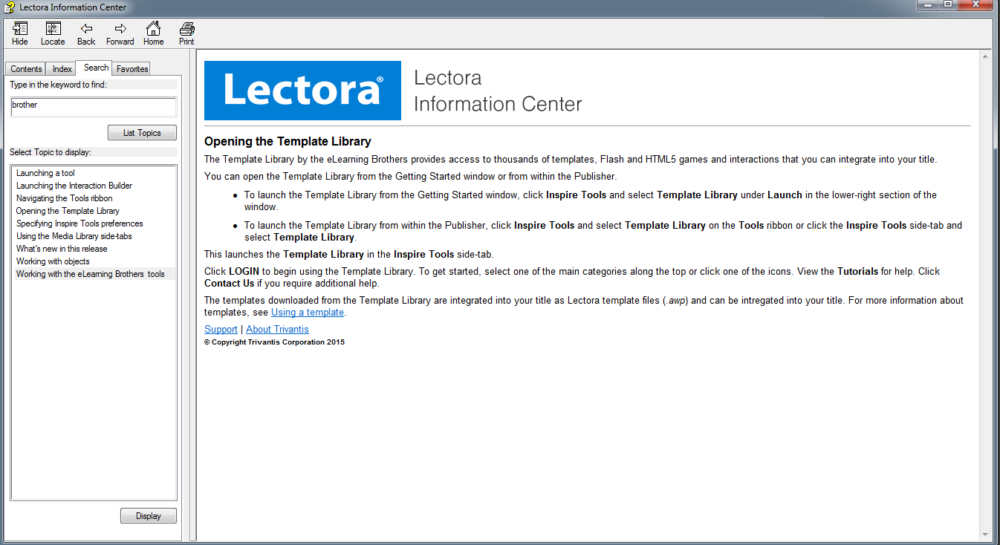 Lectora Information Center
Hide Locate Back Forward Home Print
Contents Index Search Favorites
Type in the keyword to find:
brother
List Topics
Select Topic to display:
Launching a tool
Launching the Interaction Builder
Navigating the Tools ribbon
Opening the Template Library
Specifying Inspire Tools preferences
Using the Media Library side-tabs
What's new in this release
Working with objects
Working with the eLearning Brothers tools
Display
Lectora®
Lectora
Information Center
Opening the Template Library
The Template Library by the eLearning Brothers provides access to thousands of templates, Flash and HTML5 games and interactions that you can integrate into your title.
You can open the Template Library from the Getting Started window or from within the Publisher.
• To launch the Template Library from the Getting Started window, click Inspire Tools and select Template Library under Launch in the lower-right section of the
window.
• To launch the Template Library from within the Publisher, click Inspire Tools and select Template Library on the Tools ribbon or click the Inspire Tools side-tab and
select Template Library.
This launches the Template Library in the Inspire Tools side-tab.
Click LOGIN to begin using the Template Library. To get started, select one of the main categories along the top or click one of the icons. View the Tutorials for help. Click
Contact Us if you require additional help.
The templates downloaded from the Template Library are integrated into your title as Lectora template files (.awp) and can be intregated into your title. For more information about
templates, see Using a template.
Support | About Trivantis
© Copyright Trivantis Corporation 2015